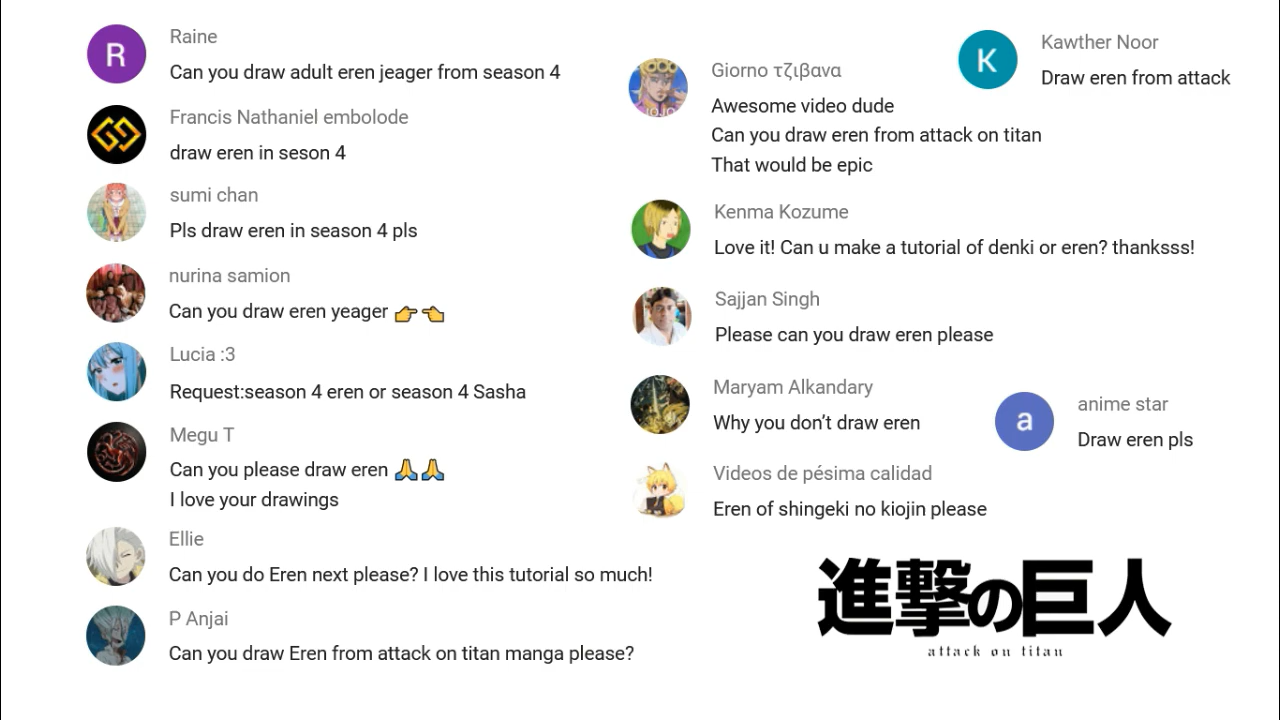 R
Raine
Can you draw adult eren jeager from season 4
Francis Nathaniel embolode
draw eren in seson 4
sumi chan
Pls draw eren in season 4 pls
nurina samion
Can you draw eren yeager 👉👈
Lucia :3
Request:season 4 eren or season 4 Sasha
Megu T
Can you please draw eren 🙏🙏
I love your drawings
Ellie
Can you do Eren next please? I love this tutorial so much!
P Anjai
Can you draw Eren from attack on titan manga please?
Giorno τζιβανα
JOJO
Awesome video dude
Can you draw eren from attack on titan
That would be epic
Kenma Kozume
Love it! Can u make a tutorial of denki or eren? thanksss!
Sajjan Singh
Please can you draw eren please
Maryam Alkandary
Why you don’t draw eren
Videos de pésima calidad
Eren of shingeki no kiojin please
K
Kawther Noor
Draw eren from attack
a
anime star
Draw eren pls
進撃の巨人
attack on titan